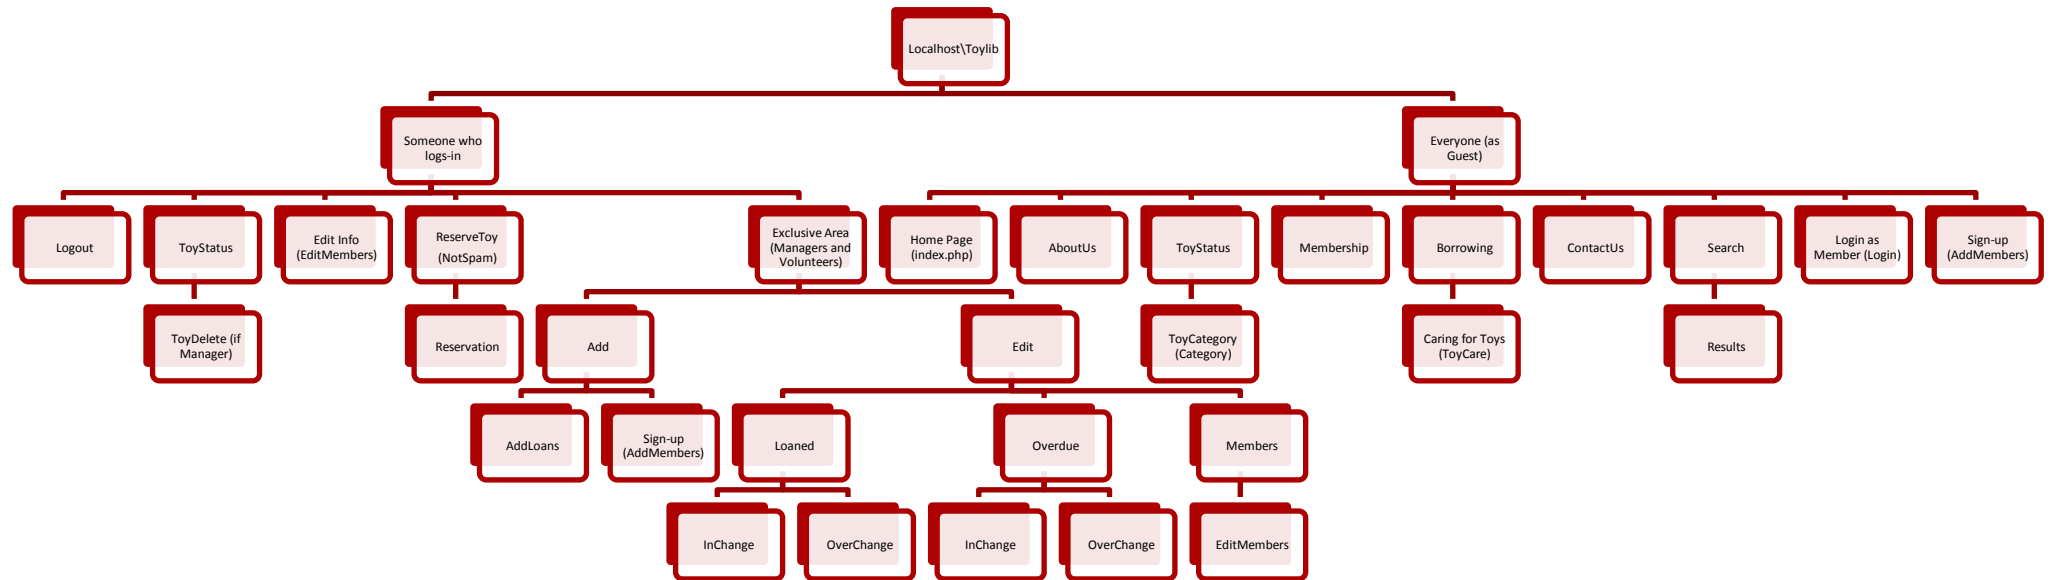 Localhost\Toylib
Someone who
logs-in
Everyone (as
Guest)
Logout
ToyStatus
Edit Info
(EditMembers)
ReserveToy
(NotSpam)
Exclusive Area
(Managers and
Volunteers)
Home Page
(index.php)
AboutUs
ToyStatus
Membership
Borrowing
ContactUs
Search
Login as
Member (Login)
Sign-up
(AddMembers)
ToyDelete (if
Manager)
Reservation
Add
Edit
ToyCategory
(Category)
Caring for Toys
(ToyCare)
Results
AddLoans
Sign-up
(AddMembers)
Loaned
Overdue
Members
InChange
OverChange
InChange
OverChange
EditMembers